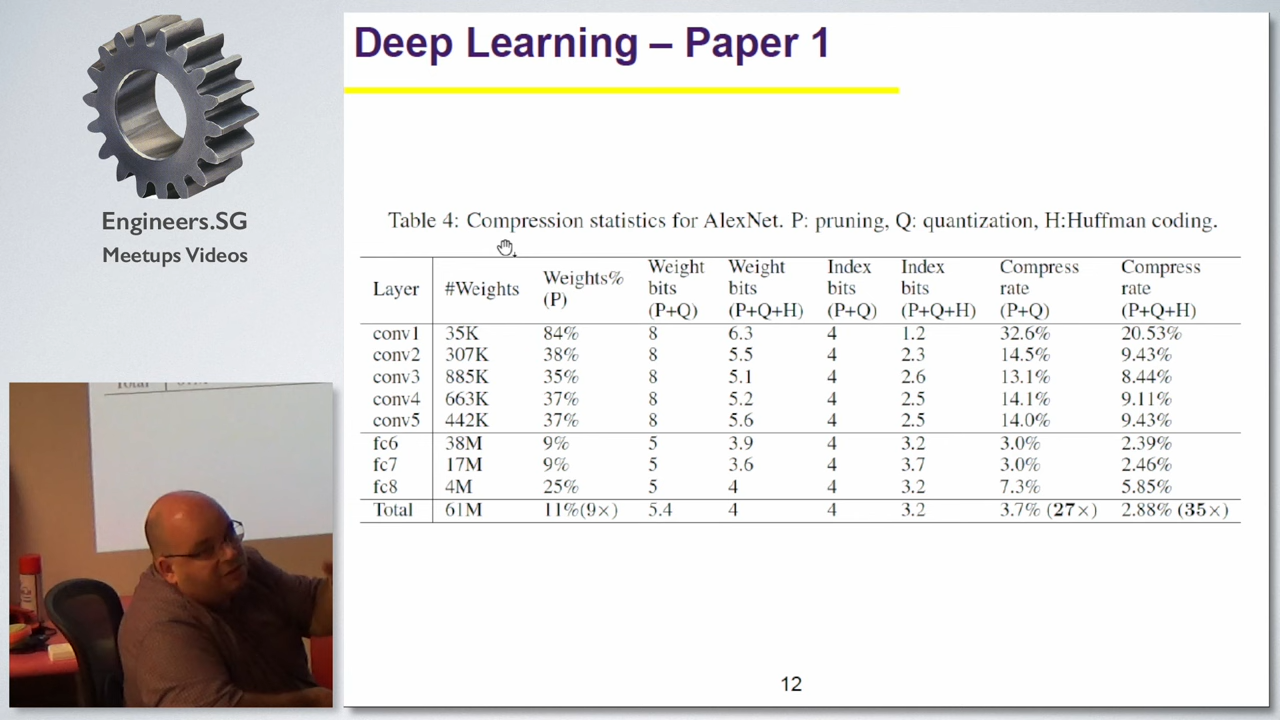 Deep Learning – Paper 1
Engineers.SG
Meetups Videos
Table 4: Compression statistics for AlexNet. P: pruning, Q: quantization, H:Huffman coding.
Layer #Weights Weights% (P) Weight bits (P+Q) Weight bits (P+Q+H) Index bits (P+Q) Index bits (P+Q+H) Compress rate (P+Q) Compress rate (P+Q+H)
conv1 35K 84% 8 6.3 4 1.2 32.6% 20.53%
conv2 307K 38% 8 5.5 4 2.3 14.5% 9.43%
conv3 885K 35% 8 5.1 4 2.6 13.1% 8.44%
conv4 663K 37% 8 5.2 4 2.5 14.1% 9.11%
conv5 442K 37% 8 5.6 4 2.5 14.0% 9.43%
fc6 38M 9% 5 3.9 4 3.2 3.0% 2.39%
fc7 17M 9% 5 3.6 4 3.7 3.0% 2.46%
fc8 4M 25% 5 4 4 3.2 7.3% 5.85%
Total 61M 11%(9×) 5.4 4 4 3.2 3.7% (27×) 2.88% (35×)
Total
12